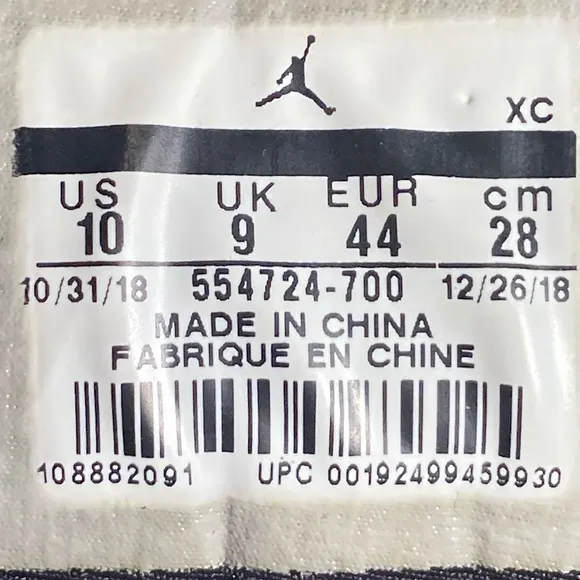 XC
US UK EUR cm
10 9 44 28
10/31/18 554724-700 12/26/18
MADE IN CHINA
FABRIQUE EN CHINE
108882091 UPC 00192499459930